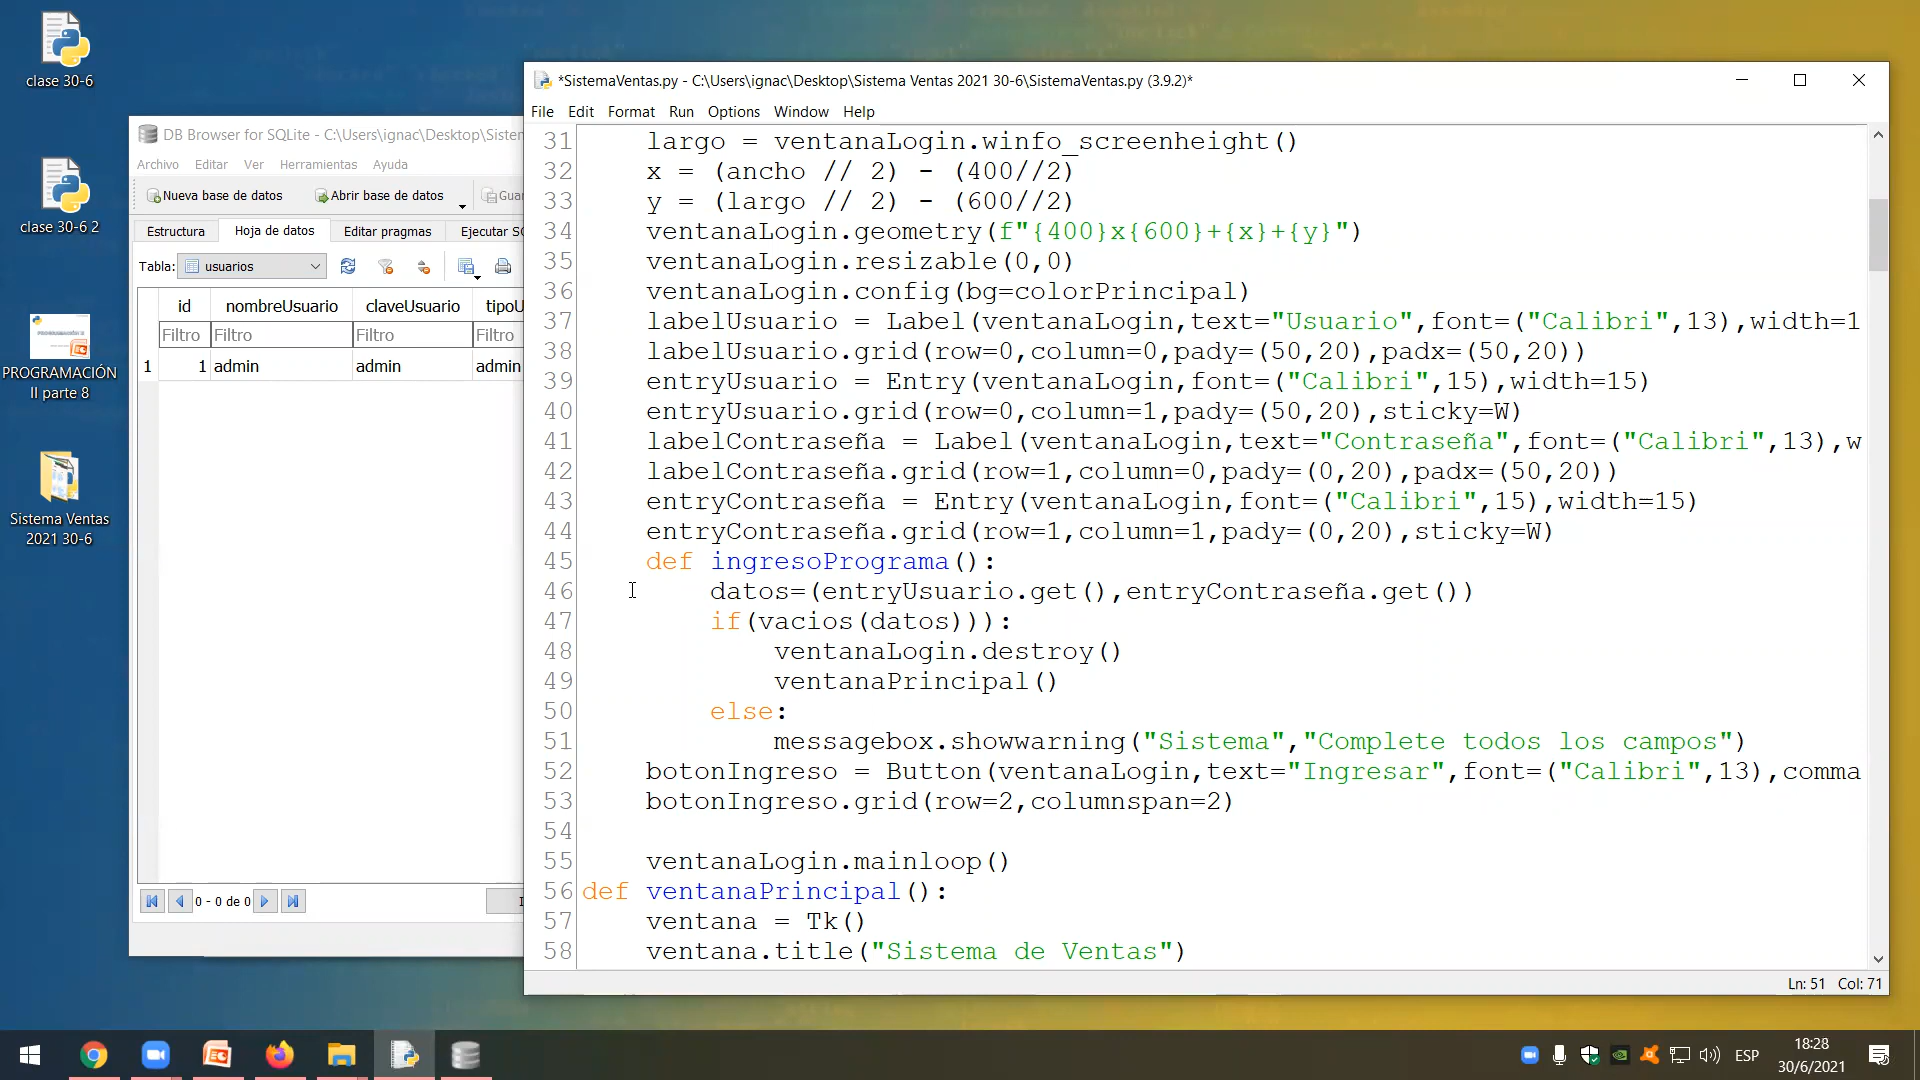 clase 30-6
clase 30-6 2
PROGRAMACIÓN
II parte 8
Sistema Ventas
2021 30-6
DB Browser for SQLite - C:\Users\ignac\Desktop\Sistem
Archivo Editar Ver Herramientas Ayuda
Nueva base de datos Abrir base de datos Guar
Estructura Hoja de datos Editar pragmas Ejecutar SQ
Tabla: usuarios
id nombreUsuario claveUsuario tipoU
Filtro Filtro Filtro Filtro
1 1 admin admin admin
0 - 0 de 0
*SistemaVentas.py - C:\Users\ignac\Desktop\Sistema Ventas 2021 30-6\SistemaVentas.py (3.9.2)*
File Edit Format Run Options Window Help
31 largo = ventanaLogin.winfo_screenheight()
32 x = (ancho // 2) - (400//2)
33 y = (largo // 2) - (600//2)
34 ventanaLogin.geometry(f"{400}x{600}+{x}+{y}")
35 ventanaLogin.resizable(0,0)
36 ventanaLogin.config(bg=colorPrincipal)
37 labelUsuario = Label(ventanaLogin,text="Usuario",font=("Calibri",13),width=1
38 labelUsuario.grid(row=0,column=0,pady=(50,20),padx=(50,20))
39 entryUsuario = Entry(ventanaLogin,font=("Calibri",15),width=15)
40 entryUsuario.grid(row=0,column=1,pady=(50,20),sticky=W)
41 labelContraseña = Label(ventanaLogin,text="Contraseña",font=("Calibri",13),w
42 labelContraseña.grid(row=1,column=0,pady=(0,20),padx=(50,20))
43 entryContraseña = Entry(ventanaLogin,font=("Calibri",15),width=15)
44 entryContraseña.grid(row=1,column=1,pady=(0,20),sticky=W)
45 def ingresoPrograma():
46 datos=(entryUsuario.get(),entryContraseña.get())
47 if(vacios(datos))):
48 ventanaLogin.destroy()
49 ventanaPrincipal()
50 else:
51 messagebox.showwarning("Sistema","Complete todos los campos")
52 botonIngreso = Button(ventanaLogin,text="Ingresar",font=("Calibri",13),comma
53 botonIngreso.grid(row=2,columnspan=2)
54
55 ventanaLogin.mainloop()
56 def ventanaPrincipal():
57 ventana = Tk()
58 ventana.title("Sistema de Ventas")
Ln: 51 Col: 71
ESP
18:28
30/6/2021